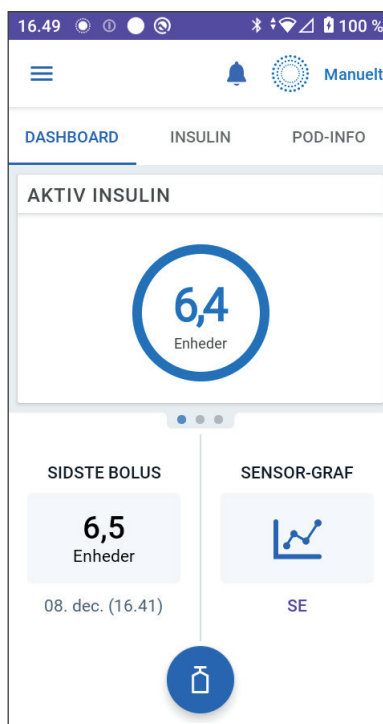 16.49 100 %
Manuelt
DASHBOARD INSULIN POD-INFO
AKTIV INSULIN
6,4
Enheder
SIDSTE BOLUS SENSOR-GRAF
6,5
Enheder
08. dec. (16.41) SE